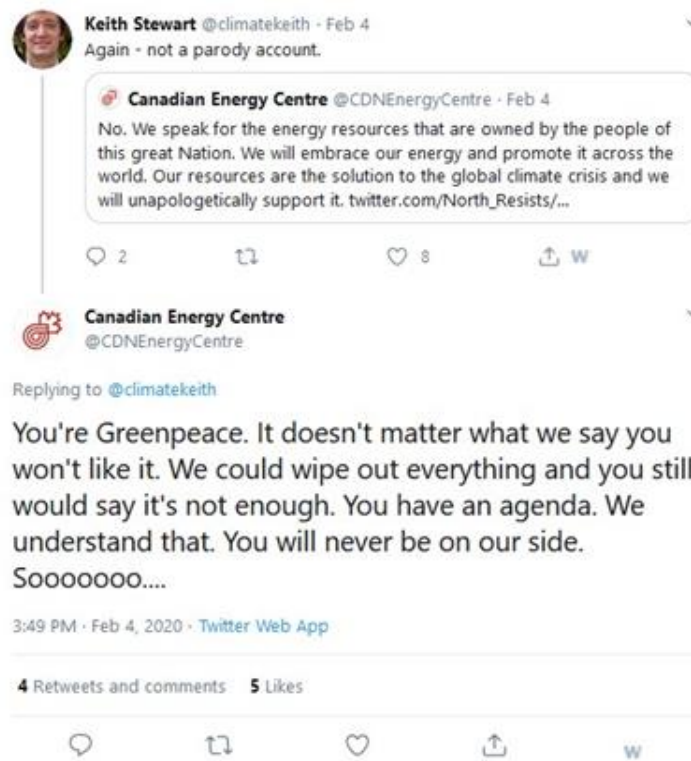 Keith Stewart @climatekeith · Feb 4
Again - not a parody account.
Canadian Energy Centre @CDNEnergyCentre · Feb 4
No. We speak for the energy resources that are owned by the people of
this great Nation. We will embrace our energy and promote it across the
world. Our resources are the solution to the global climate crisis and we
will unapologetically support it. twitter.com/North_Resists/...
2 8 W
Canadian Energy Centre
@CDNEnergyCentre
Replying to @climatekeith
You're Greenpeace. It doesn't matter what we say you
won't like it. We could wipe out everything and you still
would say it's not enough. You have an agenda. We
understand that. You will never be on our side.
Sooooooo....
3:49 PM · Feb 4, 2020 · Twitter Web App
4 Retweets and comments 5 Likes
W